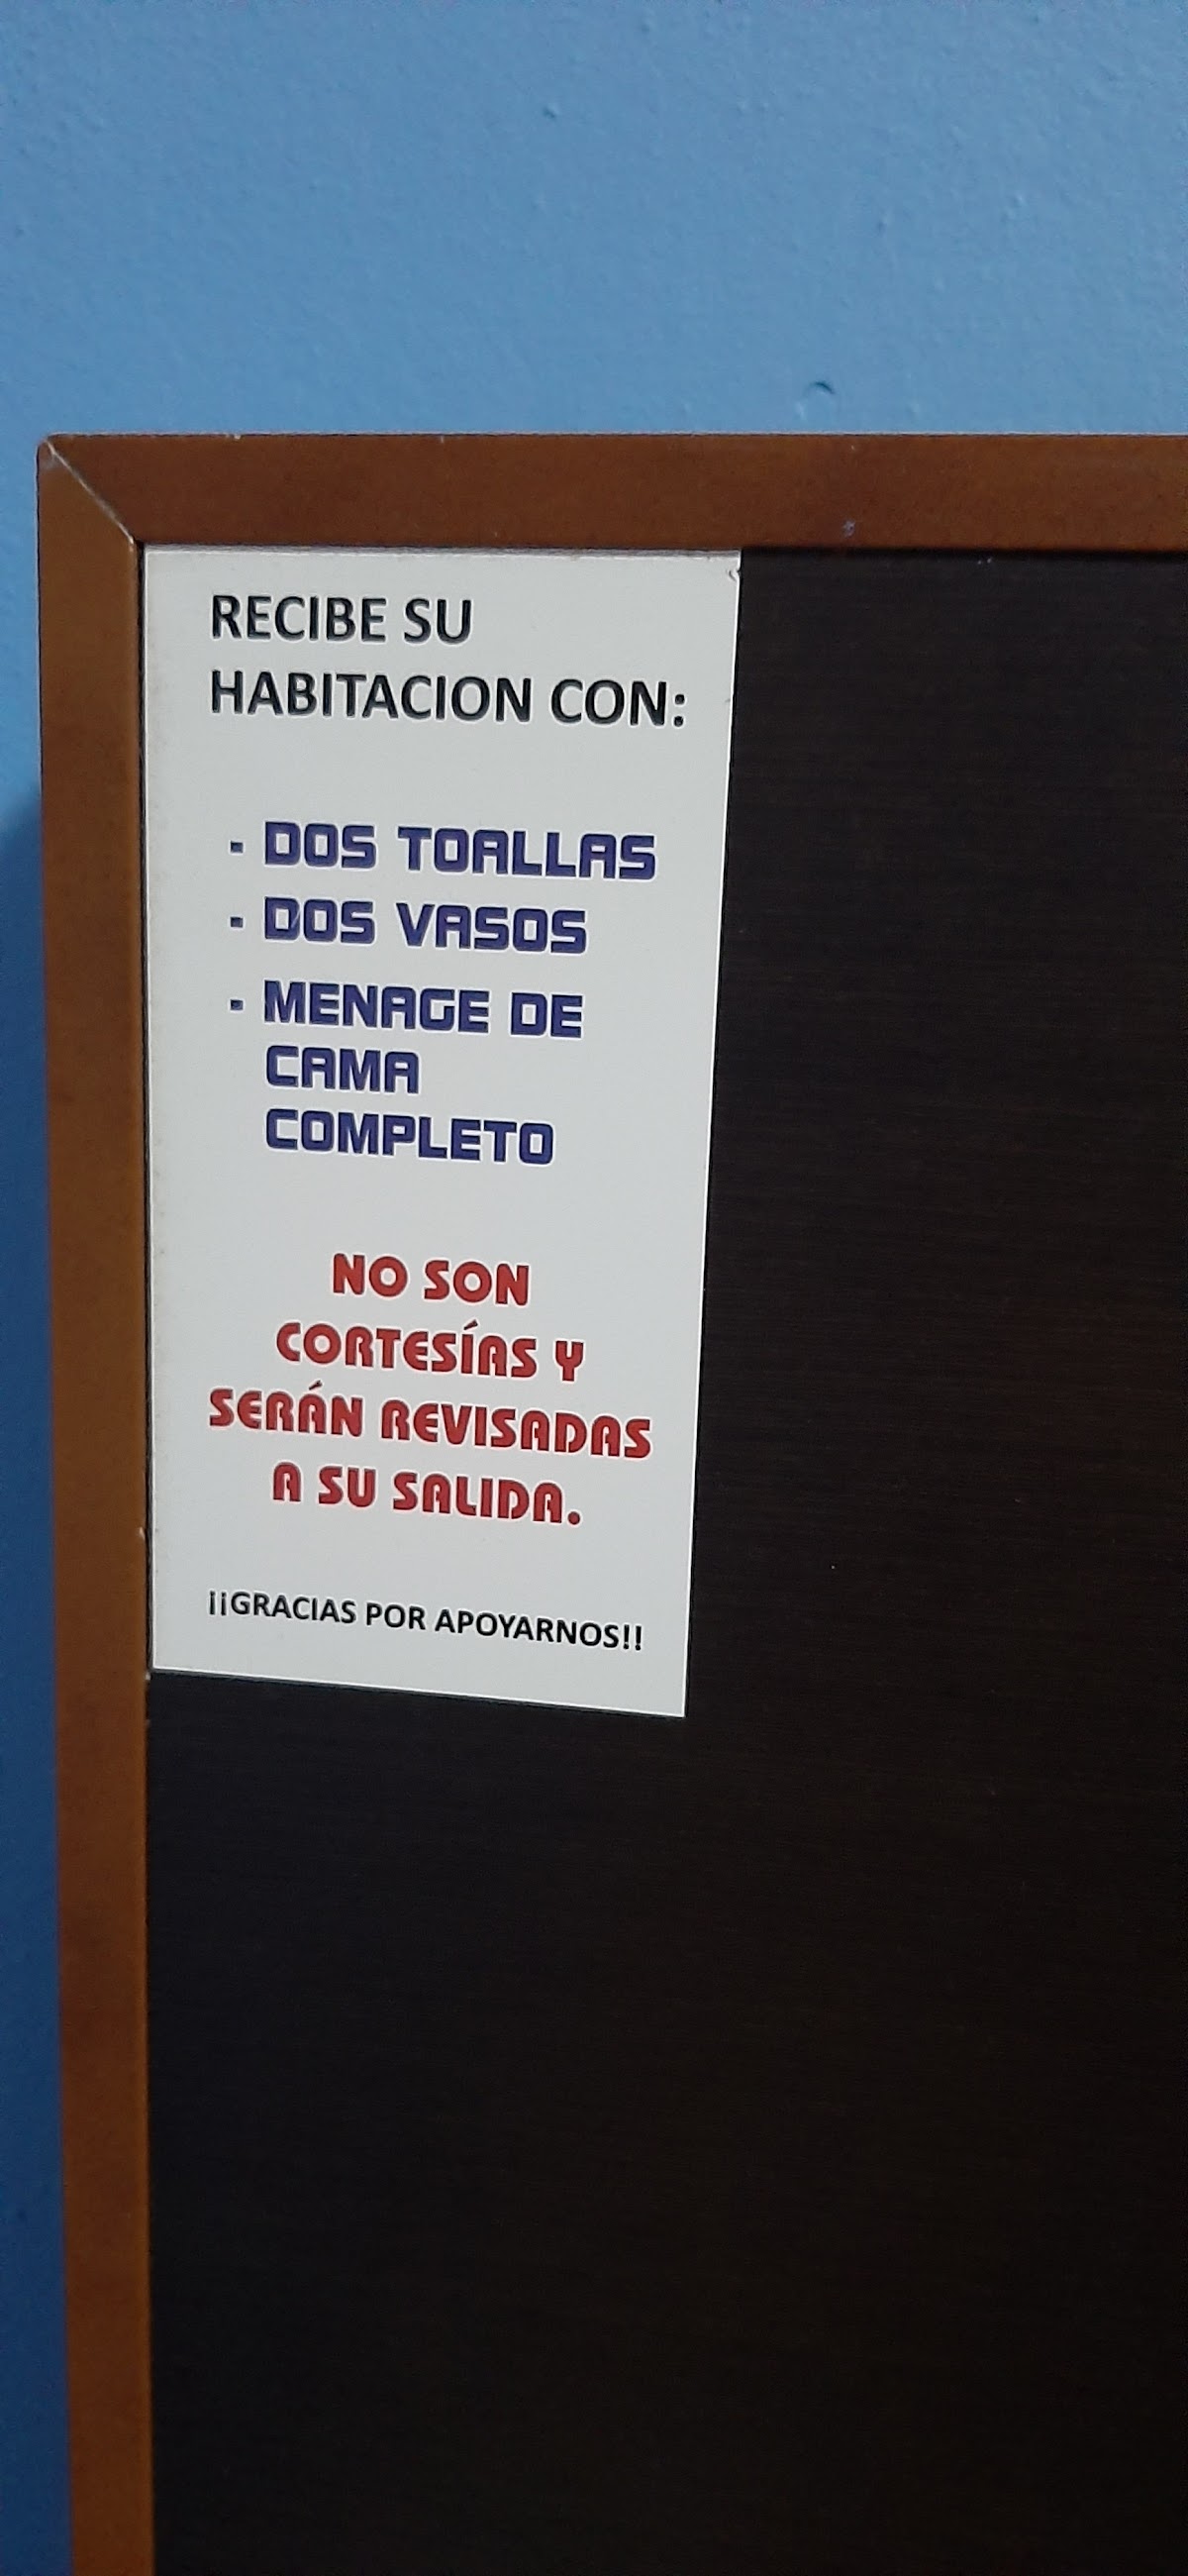 RECIBE SU
HABITACION CON:
- DOS TOALLAS
- DOS VASOS
- MENAGE DE
CAMA
COMPLETO
NO SON
CORTESÍAS Y
SERÁN REVISADAS
A SU SALIDA.
¡¡GRACIAS POR APOYARNOS!!